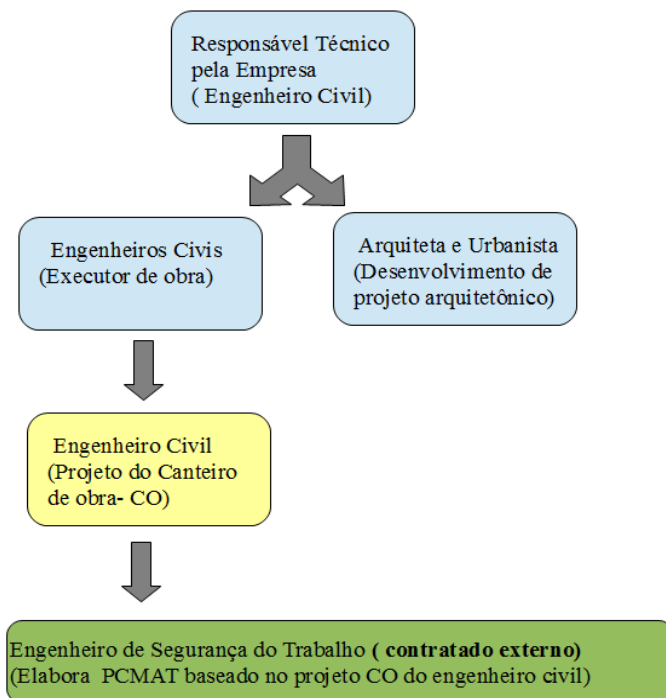 Responsável Técnico
pela Empresa
( Engenheiro Civil)
Engenheiros Civis
(Executor de obra)
Arquiteta e Urbanista
(Desenvolvimento de
projeto arquitetônico)
Engenheiro Civil
(Projeto do Canteiro
de obra- CO)
Engenheiro de Segurança do Trabalho ( contratado externo)
(Elabora PCMAT baseado no projeto CO do engenheiro civil)